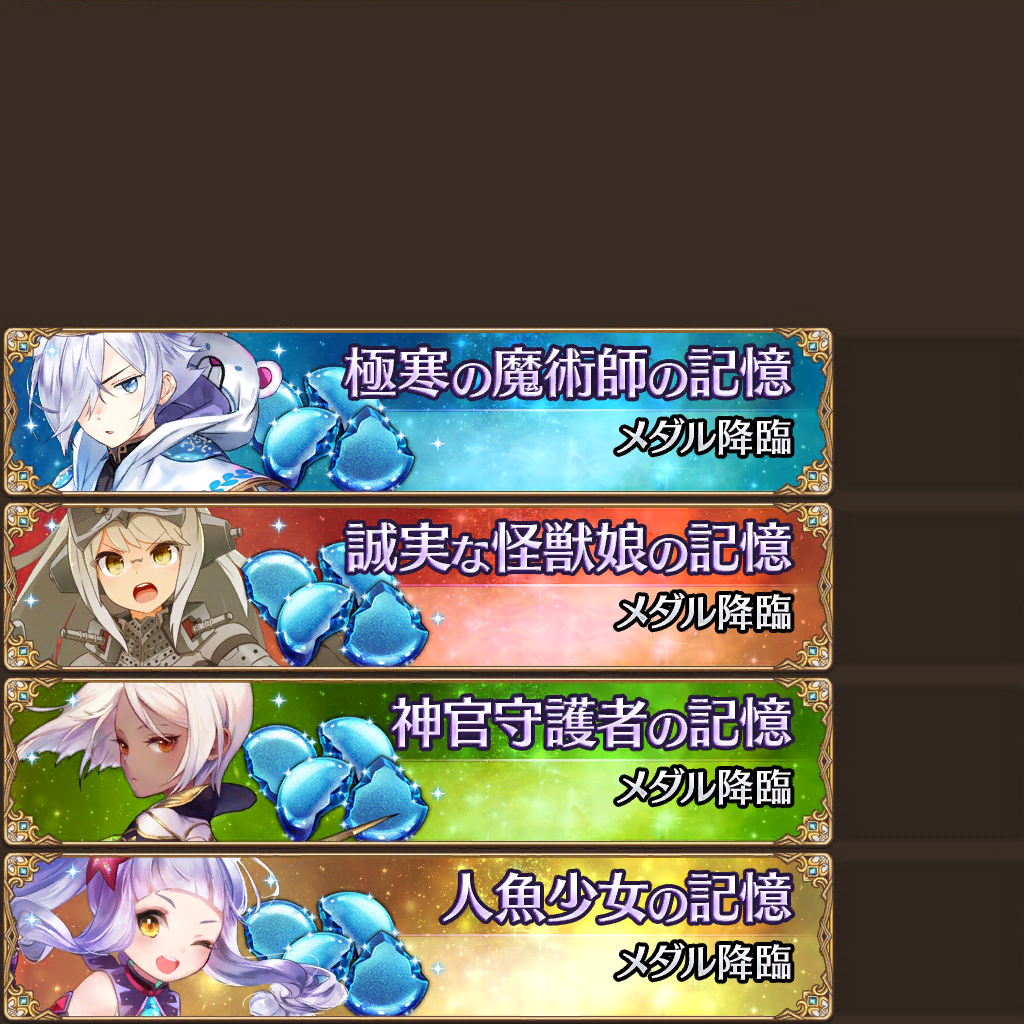 極寒の魔術師の記憶
メダル降臨
誠実な怪獣娘の記憶
メダル降臨
神官守護者の記憶
メダル降臨
人魚少女の記憶
メダル降臨